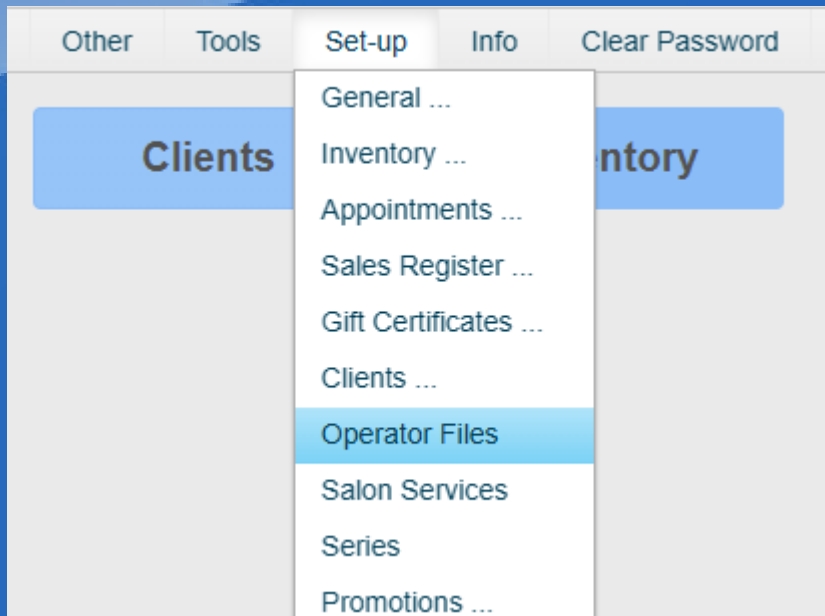 Other Tools Set-up Info Clear Password
General ...
Clients Inventory ... ntory
Appointments ...
Sales Register ...
Gift Certificates ...
Clients ...
Operator Files
Salon Services
Series
Promotions ...